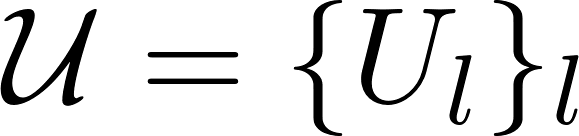 𝒰 = {U_l}_l